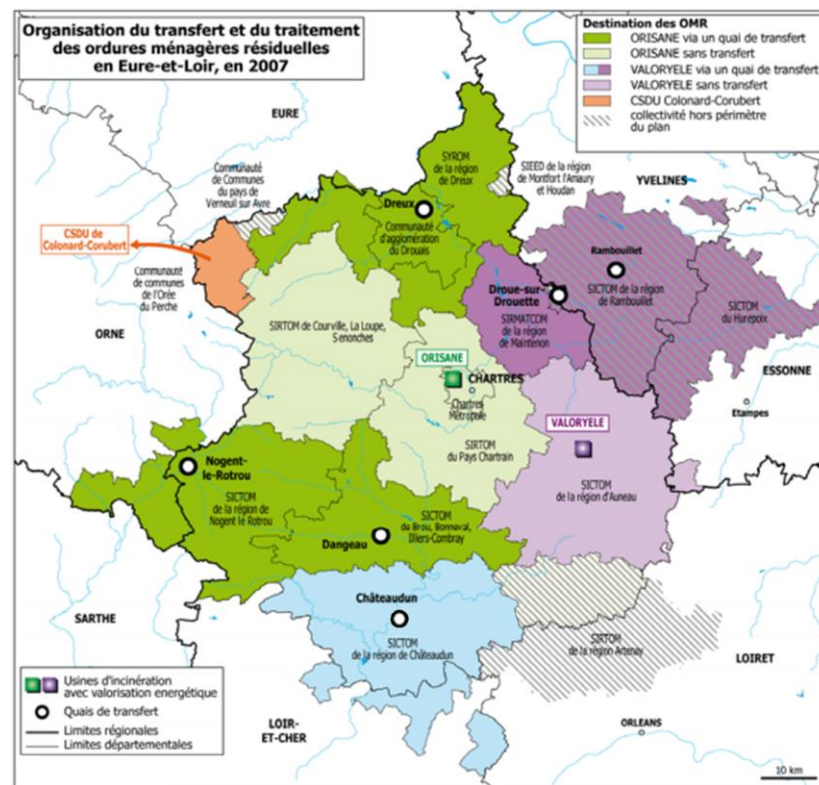 Organisation du transfert et du traitement
des ordures ménagères résiduelles
en Eure-et-Loir, en 2007
Destination des OMR
ORISANE via un quai de transfert
ORISANE sans transfert
VALORYELE via un quai de transfert
VALORYELE sans transfert
CSDU Colonard-Corubert
collectivité hors périmètre
du plan
EURE
SYROM
de la région
de Dreux
SIEED de la région
de Montfort l'Amaury
et Houdan
YVELINES
Communauté
de Communes
du pays de
Verneuil sur Avre
Dreux
Communauté
d'agglomération
du Drouais
CSDU de
Colonard-Corubert
Communauté
de communes
de l'Orée
du Perche
Rambouillet
SICTOM de la région
de Rambouillet
Droue-sur-
Drouette
SIRMATCOM
de la région
de Maintenon
SICTOM
du Hurepoix
ORNE
SIRTOM de Courville, La Loupe,
Senonches
ORISANE
CHARTRES
Chartres
Métropole
ESSONNE
Etampes
VALORYELE
SIRTOM
du Pays Chartrain
Nogent-
le-Rotrou
SICTOM
de la région de
Nogent le Rotrou
SICTOM
de Brou, Bonneval,
Illiers-Combray
SICTOM
de la région d'Auneau
Dangeau
Châteaudun
SICTOM
de la région de Châteaudun
SARTHE
SIRTOM
de la région Artenay
LOIRET
Usines d'incinération
avec valorisation energétique
Quais de transfert
Limites régionales
Limites départementales
LOIR-
ET-CHER
ORLEANS
10 km